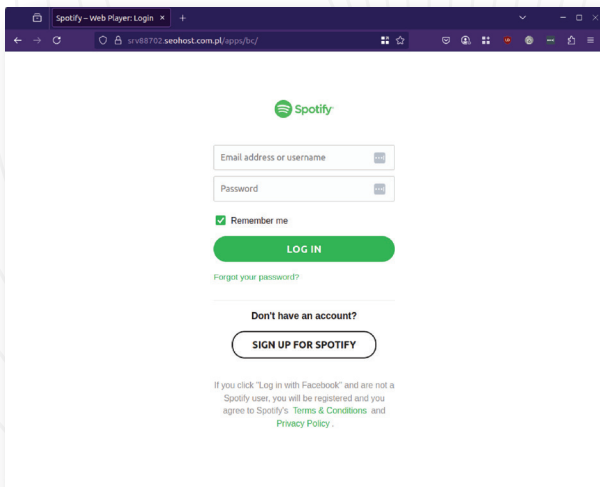 Spotify – Web Player: Login
srv88702.seohost.com.pl/apps/bc/
Spotify
Email address or username
Password
Remember me
LOG IN
Forgot your password?
Don't have an account?
SIGN UP FOR SPOTIFY
If you click "Log in with Facebook" and are not a
Spotify user, you will be registered and you
agree to Spotify's Terms & Conditions and
Privacy Policy .